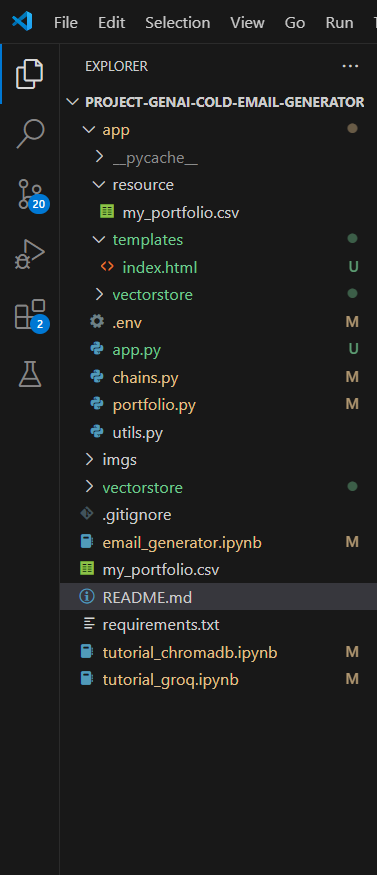 File Edit Selection View Go Run
EXPLORER ...
PROJECT-GENAI-COLD-EMAIL-GENERATOR
app
__pycache__
resource
my_portfolio.csv
templates
index.html U
vectorstore
.env M
app.py U
chains.py M
portfolio.py M
utils.py
imgs
vectorstore
.gitignore
email_generator.ipynb M
my_portfolio.csv
README.md
requirements.txt
tutorial_chromadb.ipynb M
tutorial_groq.ipynb M
20
2